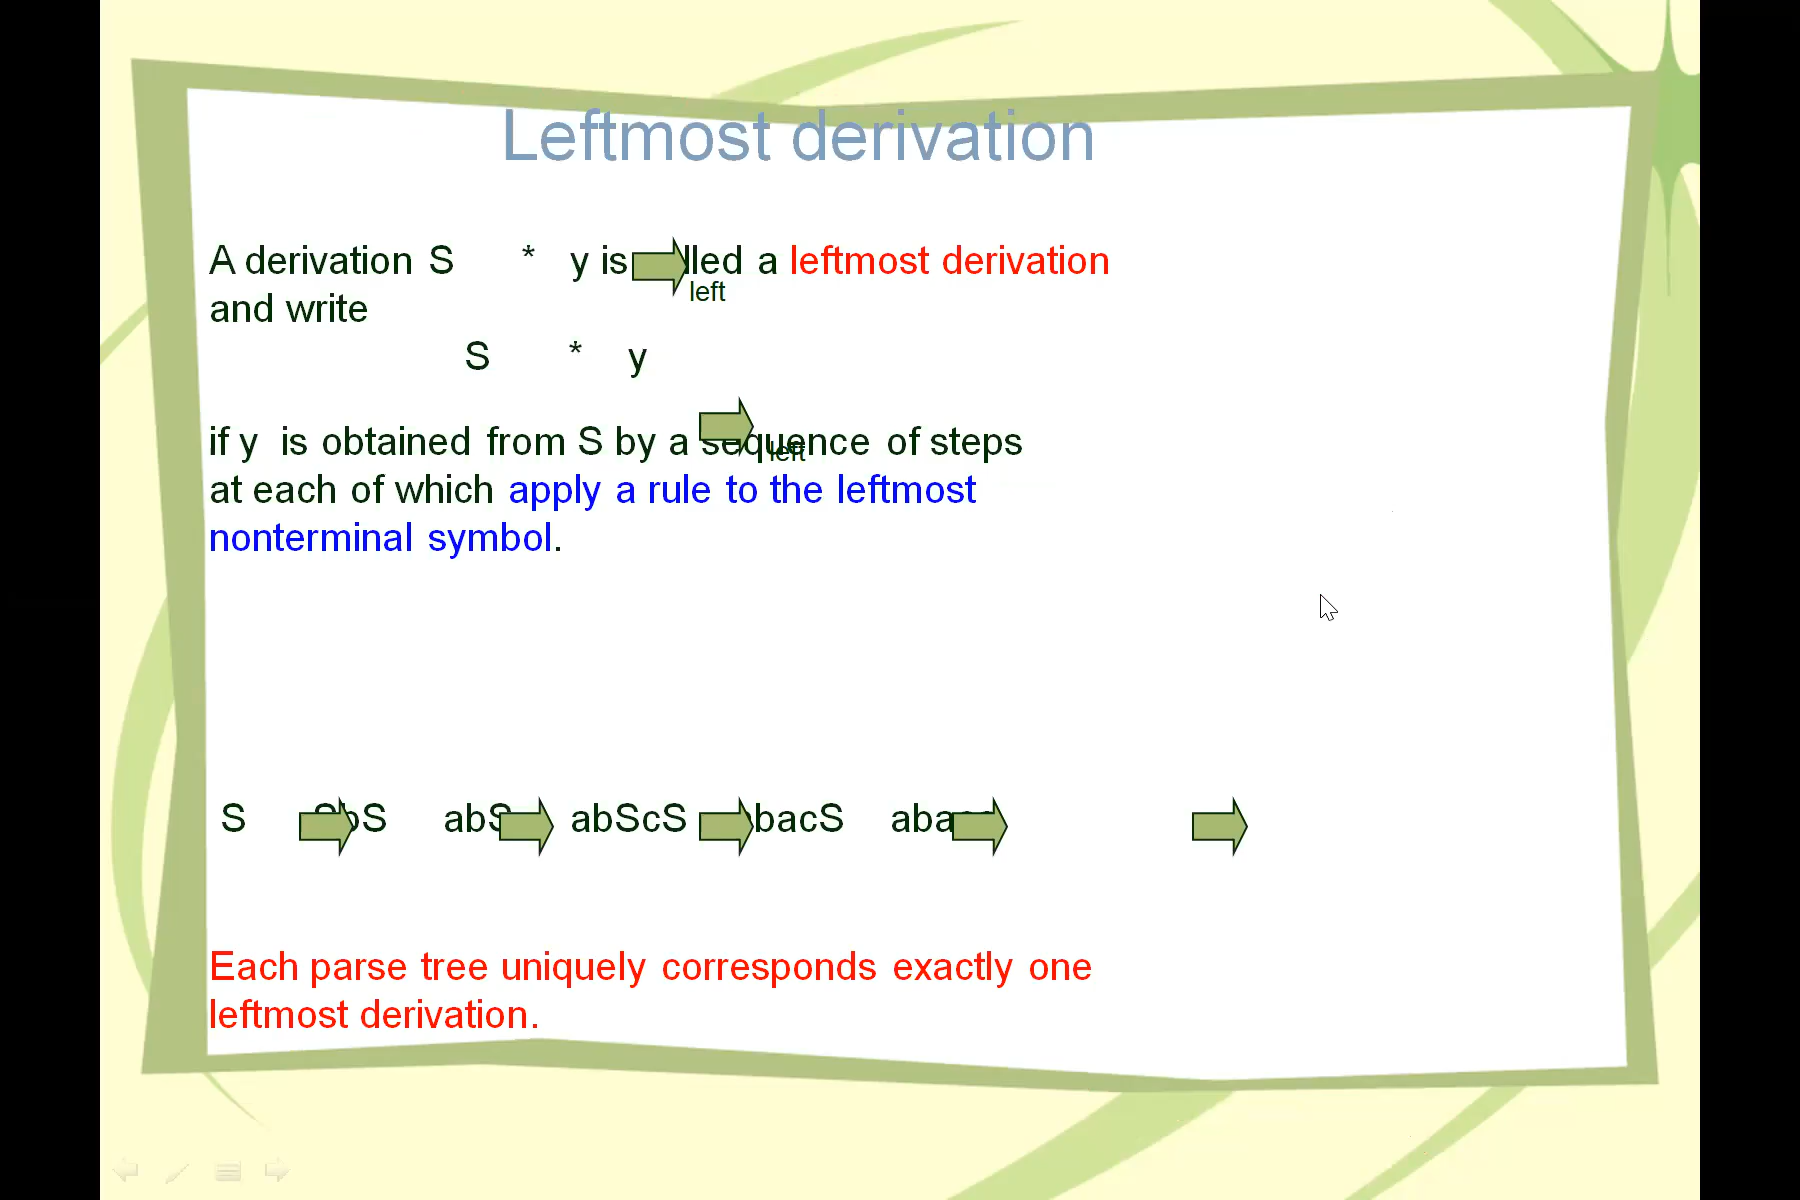 Leftmost derivation
A derivation S * y is lled a leftmost derivation
left
and write
S * y
if y is obtained from S by a sequence of steps
left
at each of which apply a rule to the leftmost
nonterminal symbol.
S SbS abS abScS bacS aba
Each parse tree uniquely corresponds exactly one
leftmost derivation.